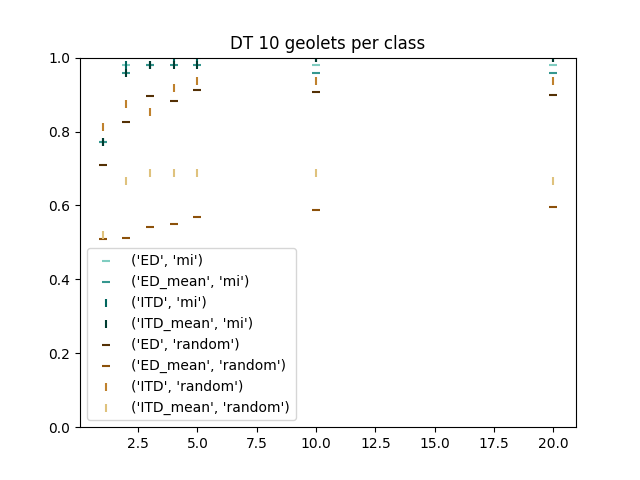 DT 10 geolets per class
1.0
0.8
0.6
0.4
0.2
0.0
('ED', 'mi')
('ED_mean', 'mi')
('ITD', 'mi')
('ITD_mean', 'mi')
('ED', 'random')
('ED_mean', 'random')
('ITD', 'random')
('ITD_mean', 'random')
2.5 5.0 7.5 10.0 12.5 15.0 17.5 20.0